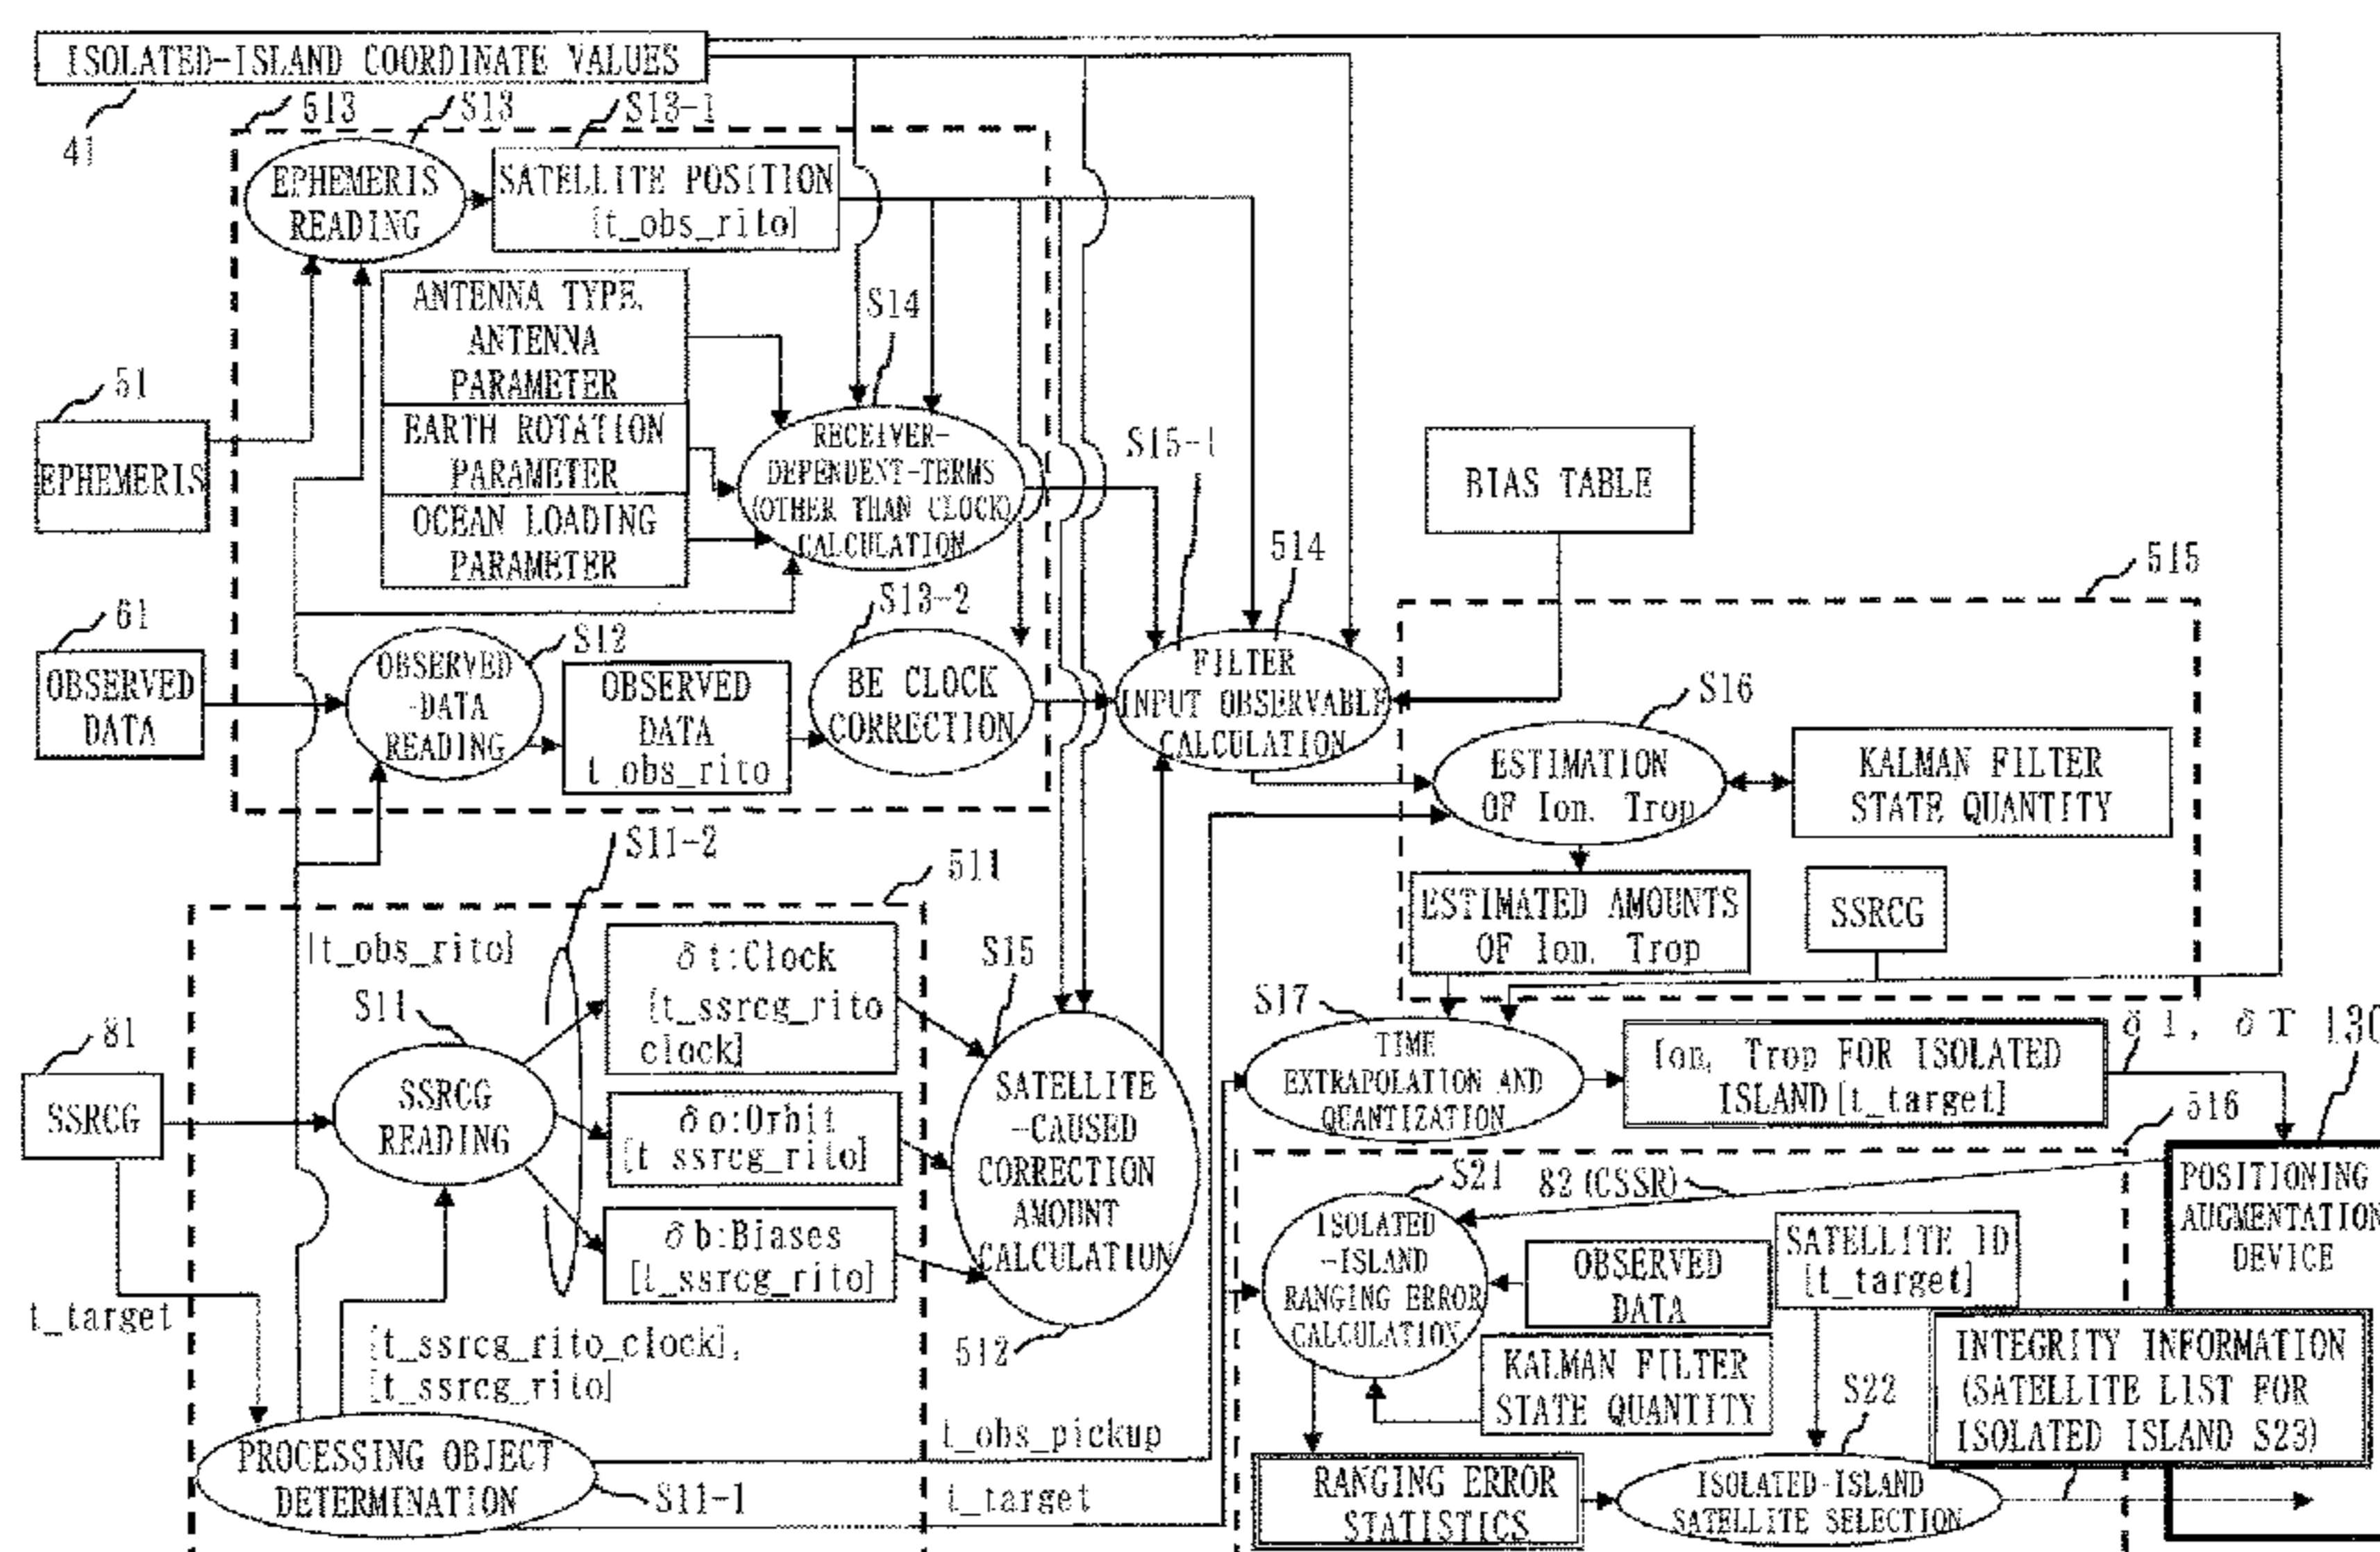 ISOLATED-ISLAND COORDINATE VALUES
41
513
S13
S13-1
EPHEMERIS
READING
SATELLITE POSITION
[t_obs_rito]
ANTENNA TYPE,
ANTENNA
PARAMETER
EARTH ROTATION
PARAMETER
OCEAN LOADING
PARAMETER
S14
RECEIVER-
DEPENDENT-TERMS
(OTHER THAN CLOCK)
CALCULATION
51
EPHEMERIS
61
OBSERVED
DATA
S12
OBSERVED
-DATA
READING
OBSERVED
DATA
t_obs_rito
S13-2
BE CLOCK
CORRECTION
S15-1
514
FILTER
INPUT OBSERVABLE
CALCULATION
BIAS TABLE
515
S16
ESTIMATION
OF Ion. Trop
KALMAN FILTER
STATE QUANTITY
ESTIMATED AMOUNTS
OF Ion. Trop
SSRCG
S11-2
511
[t_obs_rito]
S11
81
SSRCG
SSRCG
READING
δt:Clock
[t_ssrcg_rito
clock]
δo:Orbit
[t_ssrcg_rito]
δb:Biases
[t_ssrcg_rito]
S15
SATELLITE
-CAUSED
CORRECTION
AMOUNT
CALCULATION
512
t_target
[t_ssrcg_rito_clock],
[t_ssrcg_rito]
PROCESSING OBJECT
DETERMINATION
S11-1
t_obs_pickup
t_target
S17
TIME
EXTRAPOLATION AND
QUANTIZATION
Ion. Trop FOR ISOLATED
ISLAND[t_target]
δI, δT
130
516
POSITIONING
AUGMENTATION
DEVICE
S21
82(CSSR)
ISOLATED
-ISLAND
RANGING ERROR
CALCULATION
OBSERVED
DATA
SATELLITE ID
[t_target]
KALMAN FILTER
STATE QUANTITY
S22
INTEGRITY INFORMATION
(SATELLITE LIST FOR
ISOLATED ISLAND S23)
RANGING ERROR
STATISTICS
ISOLATED-ISLAND
SATELLITE SELECTION